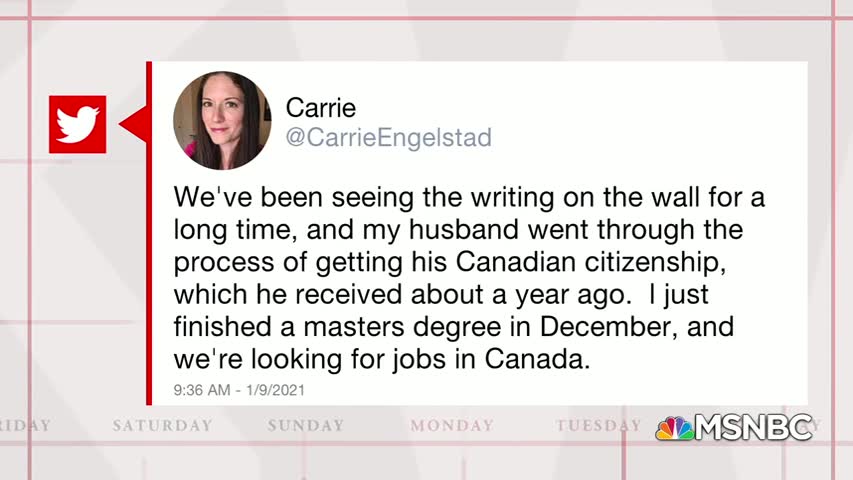 Carrie
@CarrieEngelstad
We've been seeing the writing on the wall for a
long time, and my husband went through the
process of getting his Canadian citizenship,
which he received about a year ago.  I just
finished a masters degree in December, and
we're looking for jobs in Canada.
9:36 AM - 1/9/2021
RIDAY SATURDAY SUNDAY MONDAY TUESDAY AY
MSNBC